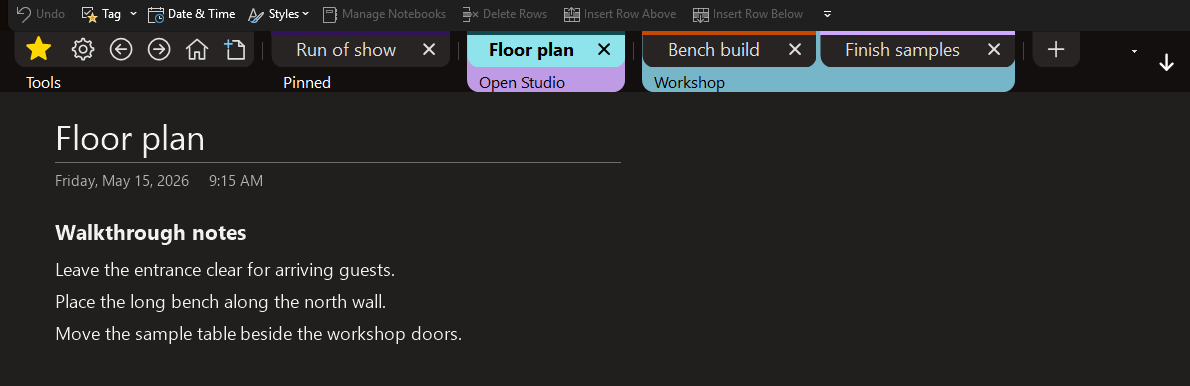 Undo Tag Date & Time Styles Manage Notebooks Delete Rows Insert Row Above Insert Row Below
Run of show Floor plan Bench build Finish samples
Tools Pinned Open Studio Workshop
Floor plan
Friday, May 15, 2026 9:15 AM
Walkthrough notes
Leave the entrance clear for arriving guests.
Place the long bench along the north wall.
Move the sample table beside the workshop doors.